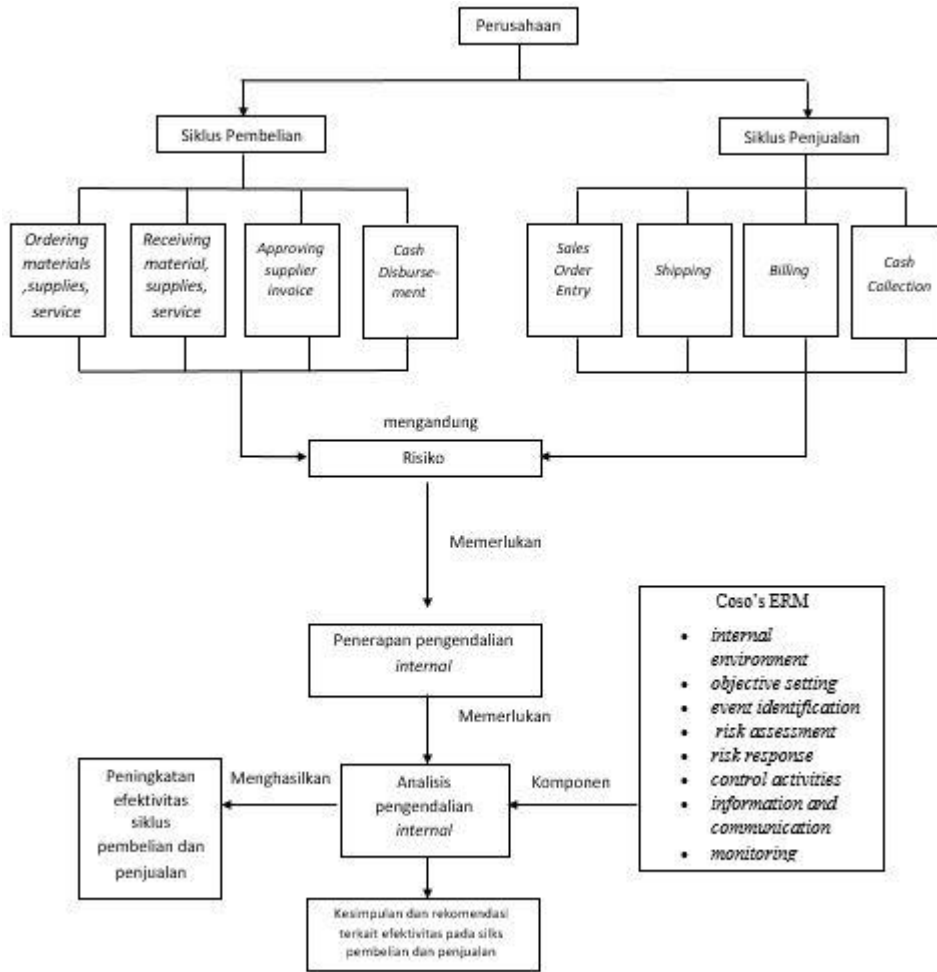 Perusahaan
Siklus Pembelian
Siklus Penjualan
Ordering
materials
,supplies,
service
Receiving
material,
supplies,
service
Approving
supplier
invoice
Cash
Disburse-
ment
Sales
Order
Entry
Shipping
Billing
Cash
Collection
mengandung
Risiko
Memerlukan
Penerapan pengendalian
internal
Memerlukan
Coso's ERM
• internal
environment
• objective setting
• event identification
• risk assessment
• risk response
• control activities
• information and
communication
• monitoring
Komponen
Analisis
pengendalian
internal
Menghasilkan
Peningkatan
efektivitas
siklus
pembelian dan
penjualan
Kesimpulan dan rekomendasi
terkait efektivitas pada silks
pembelian dan penjualan